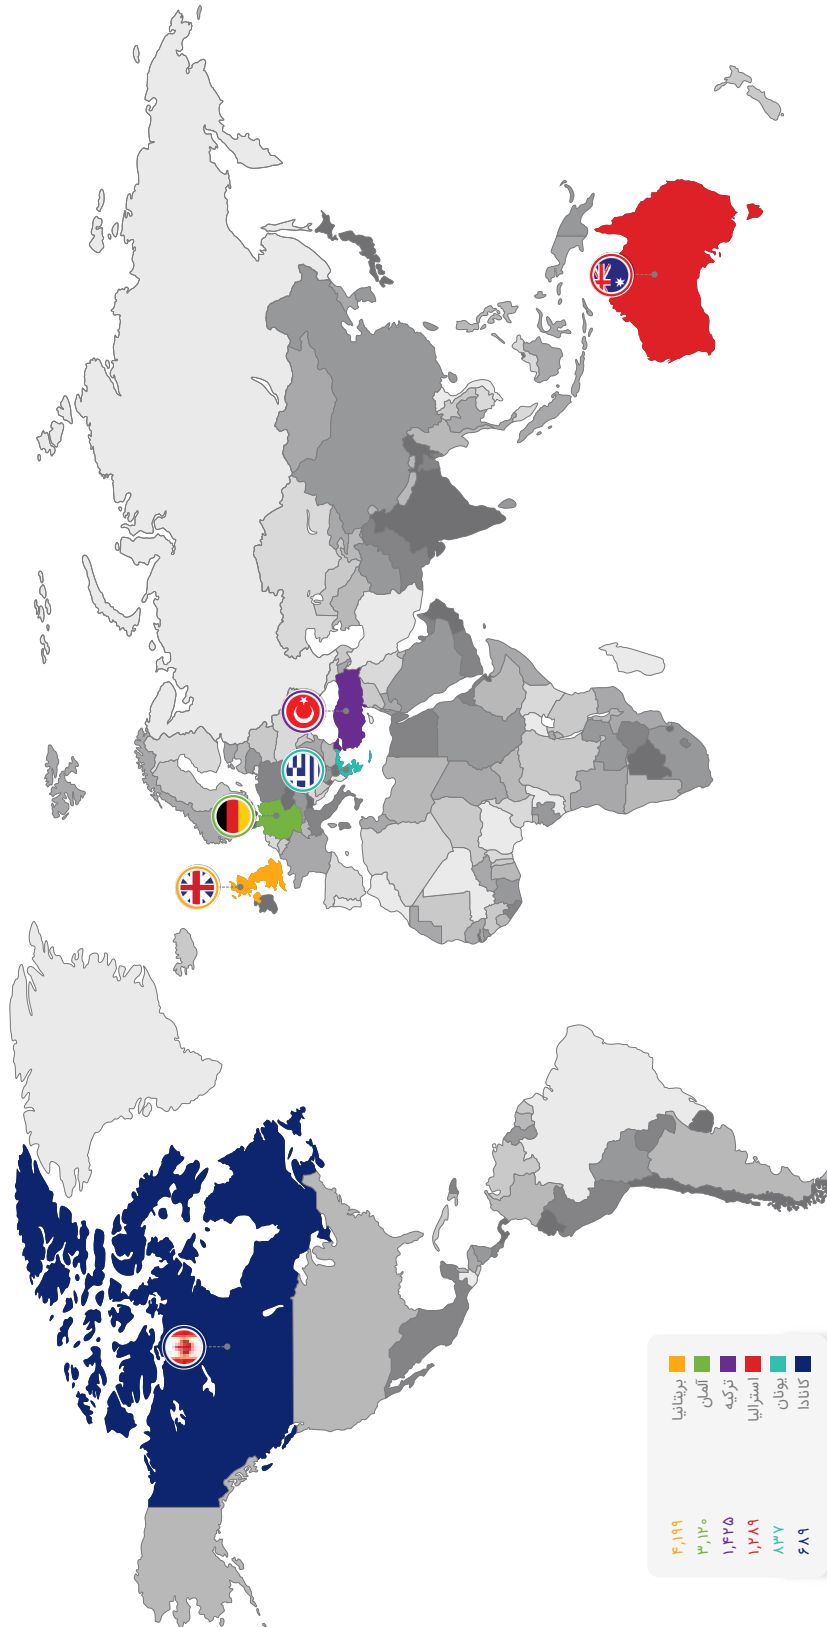 بریتانیا ۴,۱۹۹
آلمان ۳,۱۲۰
ترکیه ۱,۴۲۵
استرالیا ۱,۲۸۹
یونان ۸۳۷
کانادا ۶۸۹